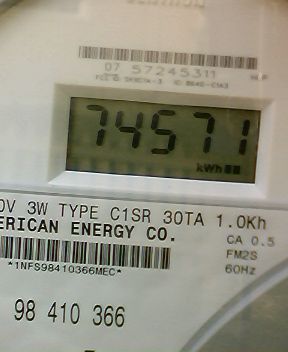 07 57245311
74571
kWh
0V 3W TYPE C1SR 30TA 1.0Kh
ERICAN ENERGY CO.
CA 0.5
*1NFS98410366MEC*
FM2S
60Hz
98 410 366